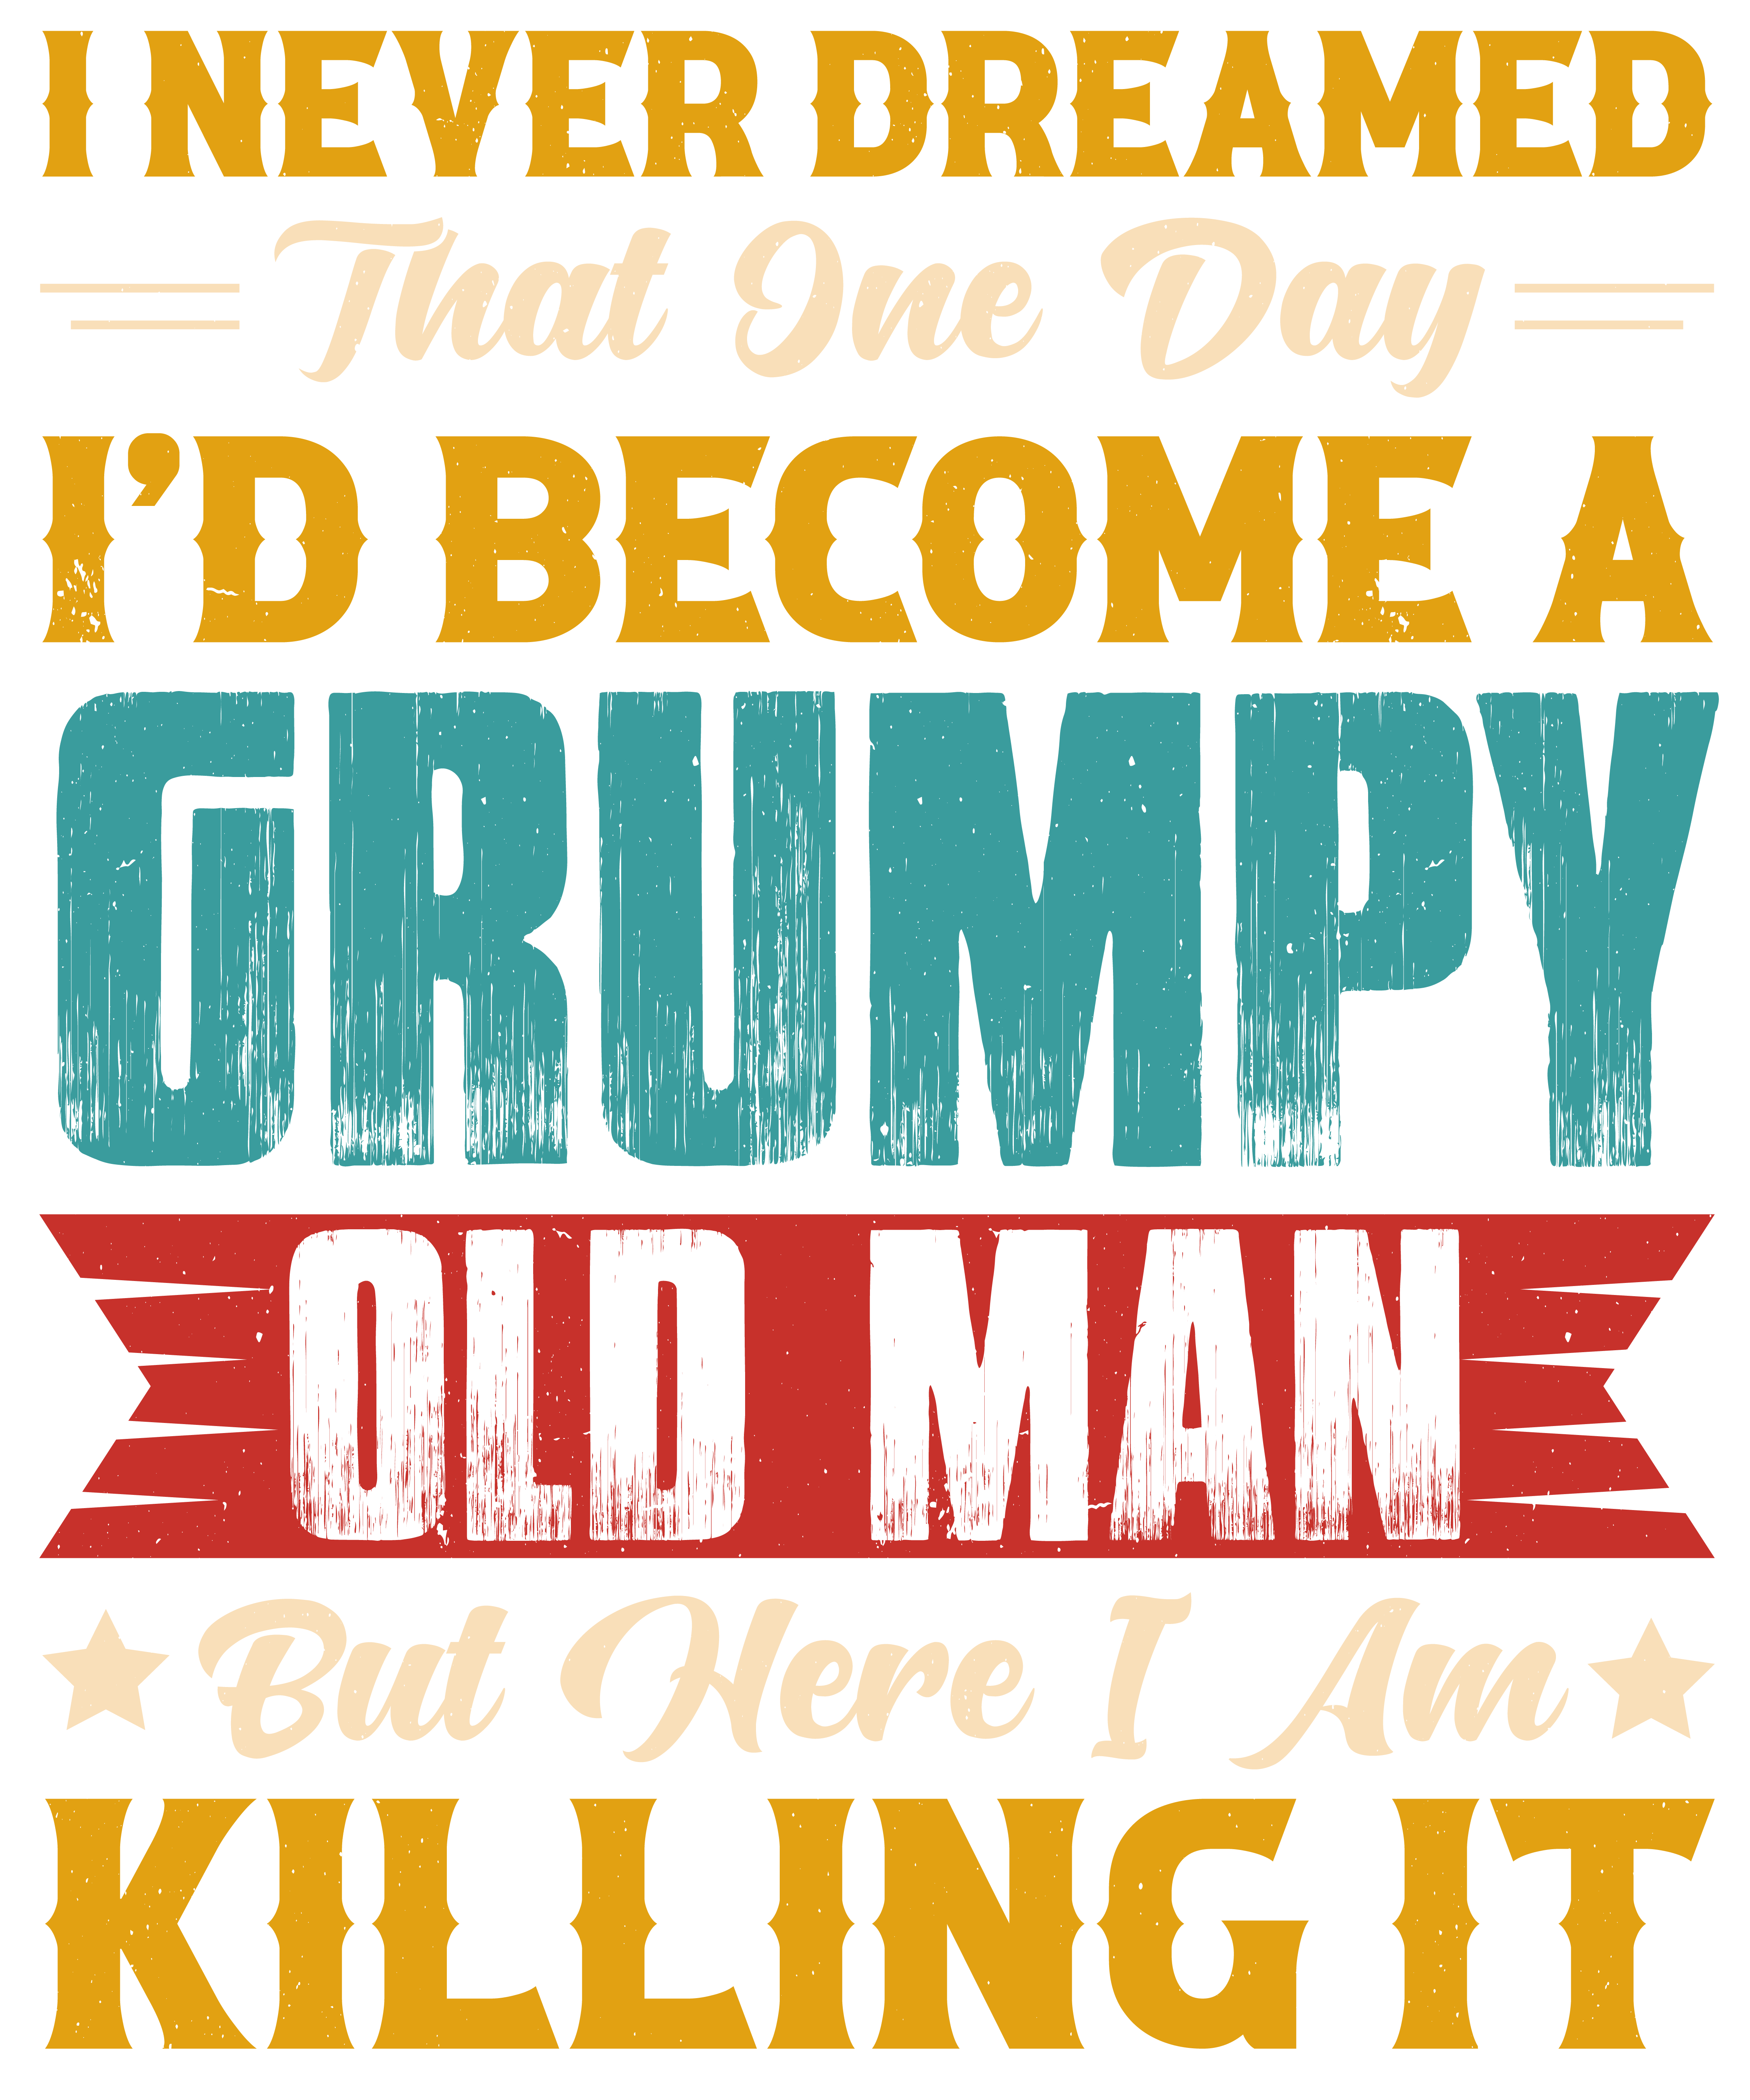 I NEVER DREAMED
That One Day
I'D BECOME A
GRUMPY
OLD MAN
But Here I Am
KILLING IT